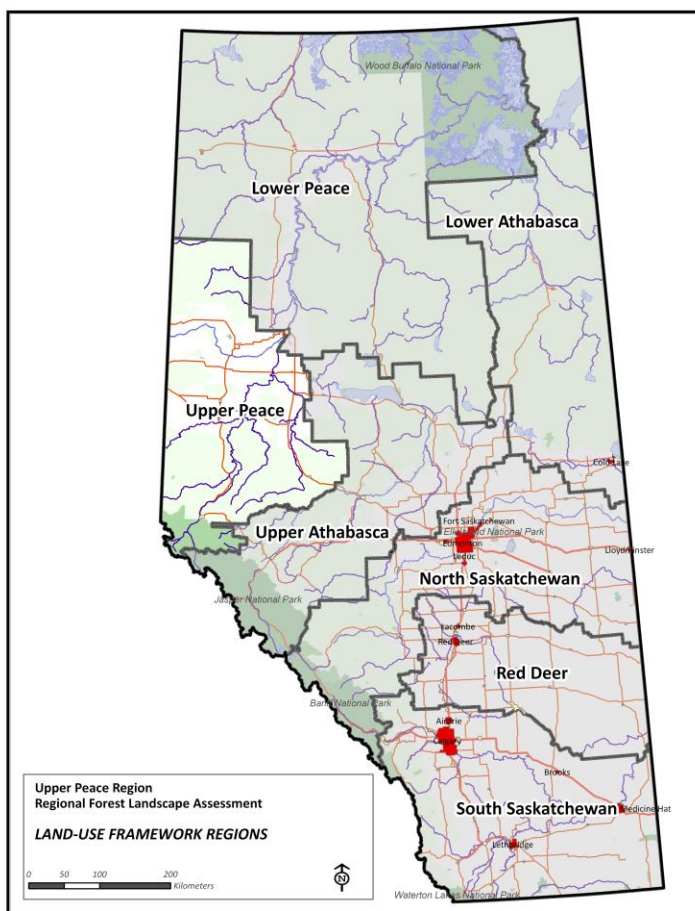 Wood Buffalo National Park
Lower Peace
Lower Athabasca
Upper Peace
Cold Lake
Upper Athabasca
Fort Saskatchewan
Elk Island National Park
Edmonton
Leduc
Lloydminster
North Saskatchewan
Jasper National Park
Lacombe
Red Deer
Red Deer
Banff National Park
Airdrie
Calgary
Brooks
South Saskatchewan
Medicine Hat
Lethbridge
Waterton Lakes National Park
Upper Peace Region
Regional Forest Landscape Assessment
LAND-USE FRAMEWORK REGIONS
0 50 100 200
Kilometers
N